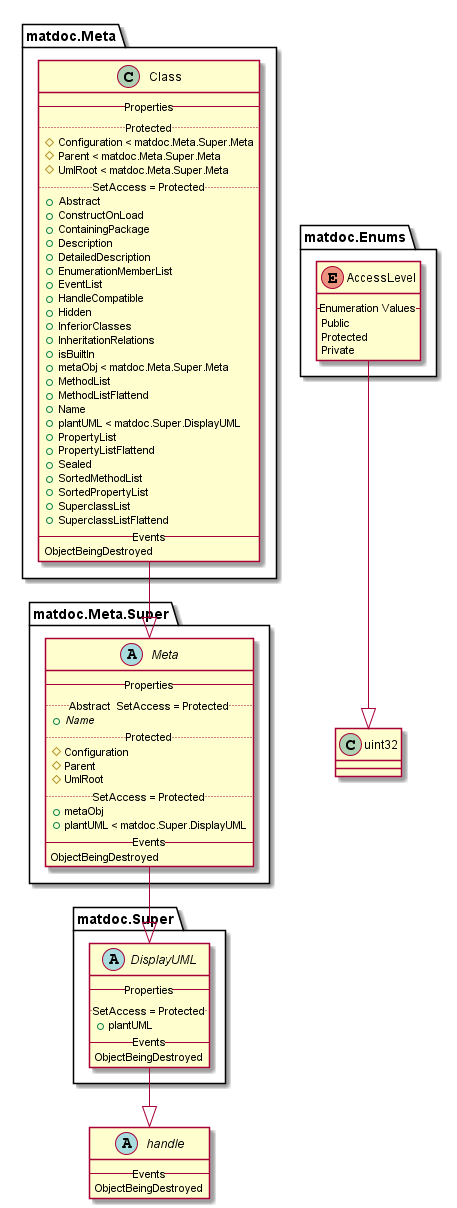 matdoc.Meta
C Class
Properties
Protected
Configuration < matdoc.Meta.Super.Meta
Parent < matdoc.Meta.Super.Meta
UmlRoot < matdoc.Meta.Super.Meta
SetAccess = Protected
Abstract
ConstructOnLoad
ContainingPackage
Description
DetailedDescription
EnumerationMemberList
EventList
HandleCompatible
Hidden
InferiorClasses
InheritationRelations
isBuiltIn
metaObj < matdoc.Meta.Super.Meta
MethodList
MethodListFlattend
Name
plantUML < matdoc.Super.DisplayUML
PropertyList
PropertyListFlattend
Sealed
SortedMethodList
SortedPropertyList
SuperclassList
SuperclassListFlattend
Events
ObjectBeingDestroyed
matdoc.Enums
E AccessLevel
Enumeration Values
Public
Protected
Private
matdoc.Meta.Super
A Meta
Properties
Abstract SetAccess = Protected
Name
Protected
Configuration
Parent
UmlRoot
SetAccess = Protected
metaObj
plantUML < matdoc.Super.DisplayUML
Events
ObjectBeingDestroyed
C uint32
matdoc.Super
A DisplayUML
Properties
SetAccess = Protected
plantUML
Events
ObjectBeingDestroyed
A handle
Events
ObjectBeingDestroyed